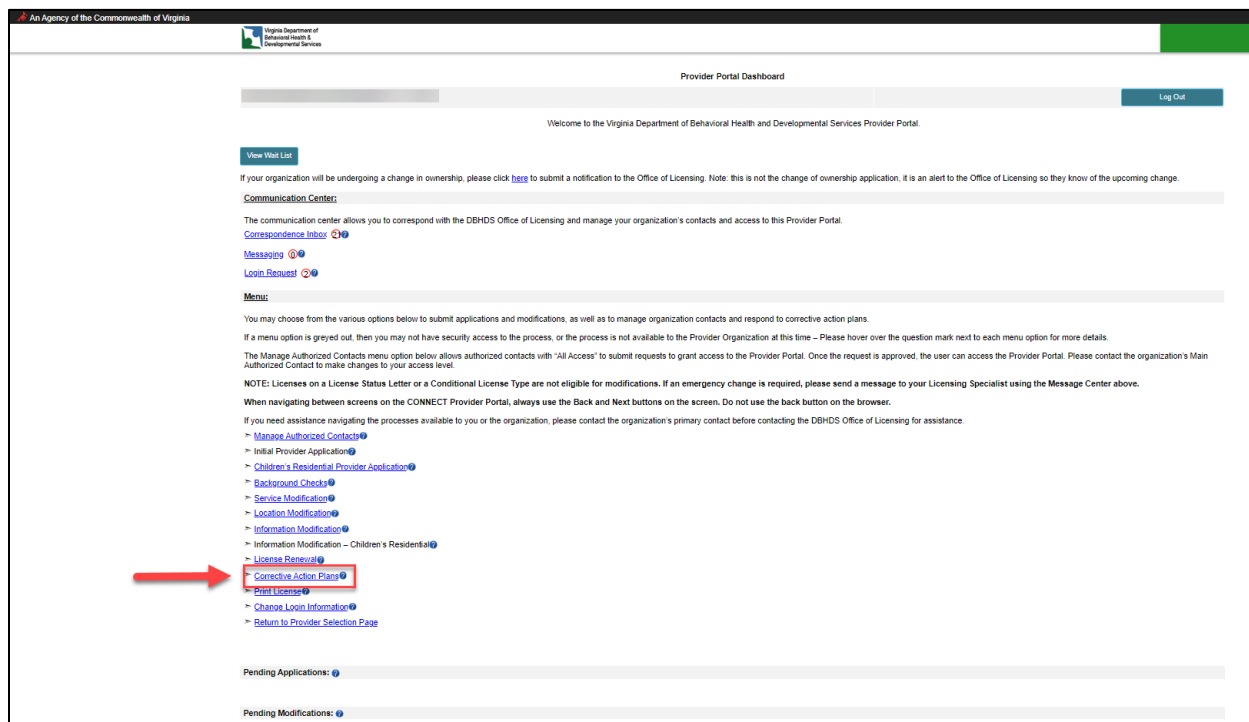 An Agency of the Commonwealth of Virginia
Virginia Department of
Behavioral Health &
Developmental Services
Provider Portal Dashboard
Log Out
Welcome to the Virginia Department of Behavioral Health and Developmental Services Provider Portal.
View Wait List
If your organization will be undergoing a change in ownership, please click here to submit a notification to the Office of Licensing. Note: this is not the change of ownership application, it is an alert to the Office of Licensing so they know of the upcoming change.
Communication Center:
The communication center allows you to correspond with the DBHDS Office of Licensing and manage your organization's contacts and access to this Provider Portal.
Correspondence Inbox 21 ?
Messaging 0 ?
Login Request 2 ?
Menu:
You may choose from the various options below to submit applications and modifications, as well as to manage organization contacts and respond to corrective action plans.
If a menu option is greyed out, then you may not have security access to the process, or the process is not available to the Provider Organization at this time – Please hover over the question mark next to each menu option for more details.
The Manage Authorized Contacts menu option below allows authorized contacts with "All Access" to submit requests to grant access to the Provider Portal. Once the request is approved, the user can access the Provider Portal. Please contact the organization's Main
Authorized Contact to make changes to your access level.
NOTE: Licenses on a License Status Letter or a Conditional License Type are not eligible for modifications. If an emergency change is required, please send a message to your Licensing Specialist using the Message Center above.
When navigating between screens on the CONNECT Provider Portal, always use the Back and Next buttons on the screen. Do not use the back button on the browser.
If you need assistance navigating the processes available to you or the organization, please contact the organization's primary contact before contacting the DBHDS Office of Licensing for assistance.
➣ Manage Authorized Contacts ?
➣ Initial Provider Application ?
➣ Children's Residential Provider Application ?
➣ Background Checks ?
➣ Service Modification ?
➣ Location Modification ?
➣ Information Modification ?
➣ Information Modification – Children's Residential ?
➣ License Renewal ?
➣ Corrective Action Plans ?
➣ Print License ?
➣ Change Login Information ?
➣ Return to Provider Selection Page
Pending Applications: ?
Pending Modifications: ?